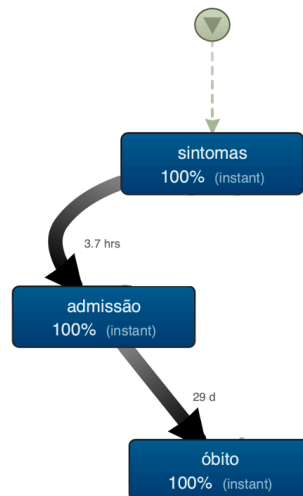 sintomas
100% (instant)
3.7 hrs
admissão
100% (instant)
29 d
óbito
100% (instant)